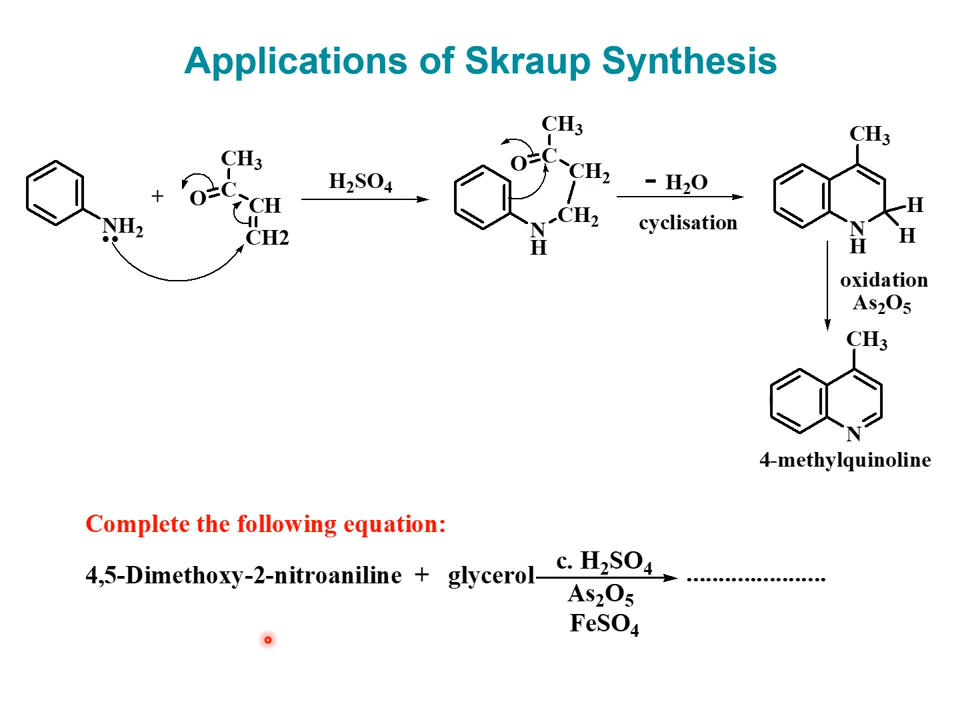 Applications of Skraup Synthesis
CH₃
O=C
CH
CH2
+
NH₂
H₂SO₄
CH₃
O=C
CH₂
CH₂
N
H
- H₂O
cyclisation
CH₃
H
H
N
H
oxidation
As₂O₅
CH₃
N
4-methylquinoline
Complete the following equation:
4,5-Dimethoxy-2-nitroaniline + glycerol c. H₂SO₄ ......................
As₂O₅
FeSO₄